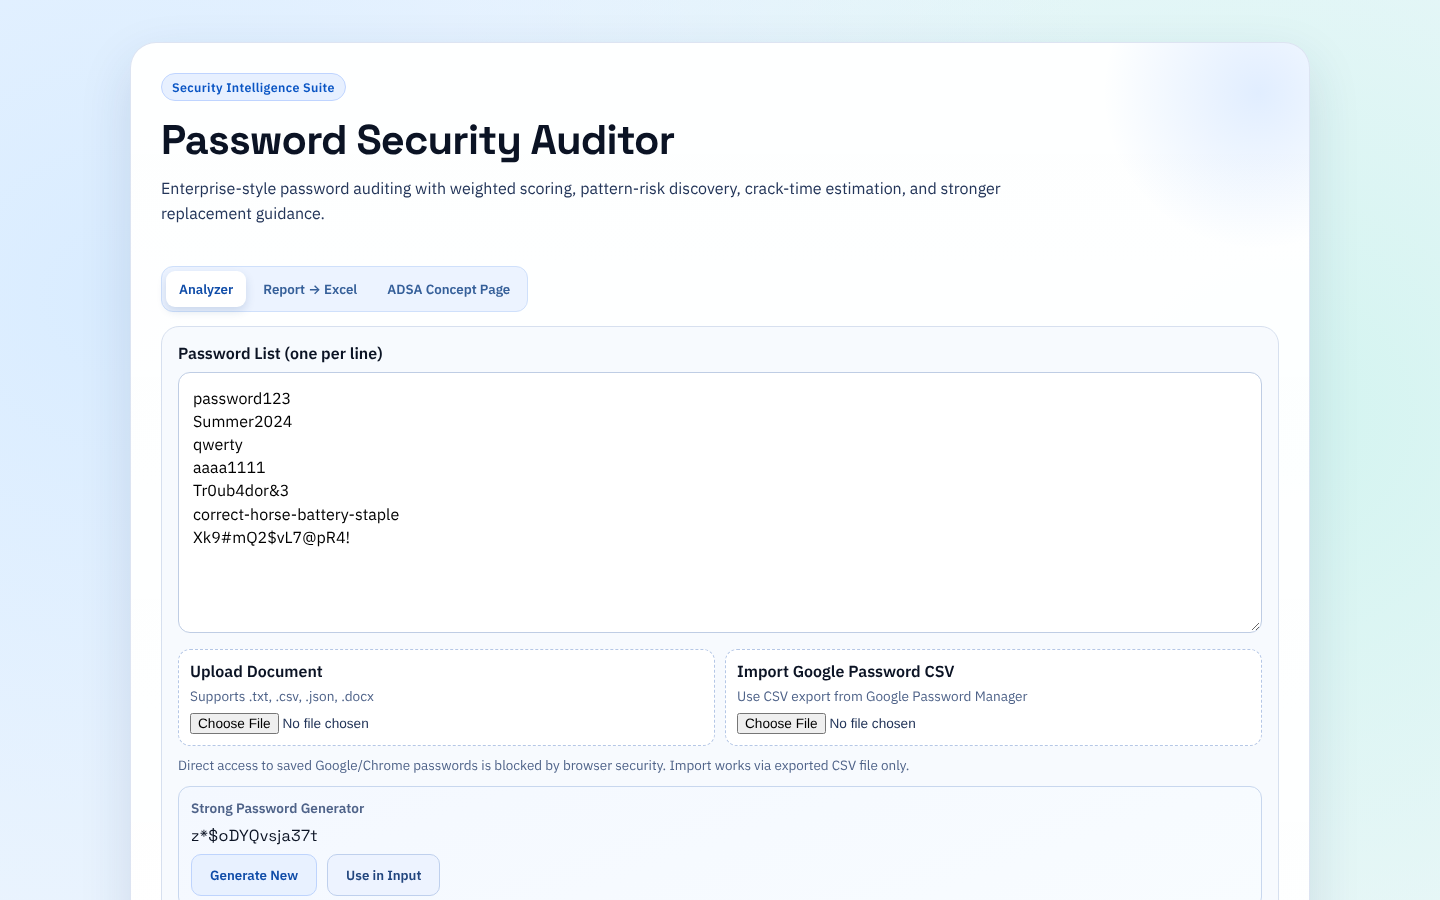 Security Intelligence Suite
Password Security Auditor
Enterprise-style password auditing with weighted scoring, pattern-risk discovery, crack-time estimation, and stronger
replacement guidance.
Analyzer
Report → Excel
ADSA Concept Page
Password List (one per line)
password123
Summer2024
qwerty
aaaa1111
Tr0ub4dor&3
correct-horse-battery-staple
Xk9#mQ2$vL7@pR4!
Upload Document
Supports .txt, .csv, .json, .docx
Choose File No file chosen
Import Google Password CSV
Use CSV export from Google Password Manager
Choose File No file chosen
Direct access to saved Google/Chrome passwords is blocked by browser security. Import works via exported CSV file only.
Strong Password Generator
z*$oDYQvsja37t
Generate New
Use in Input